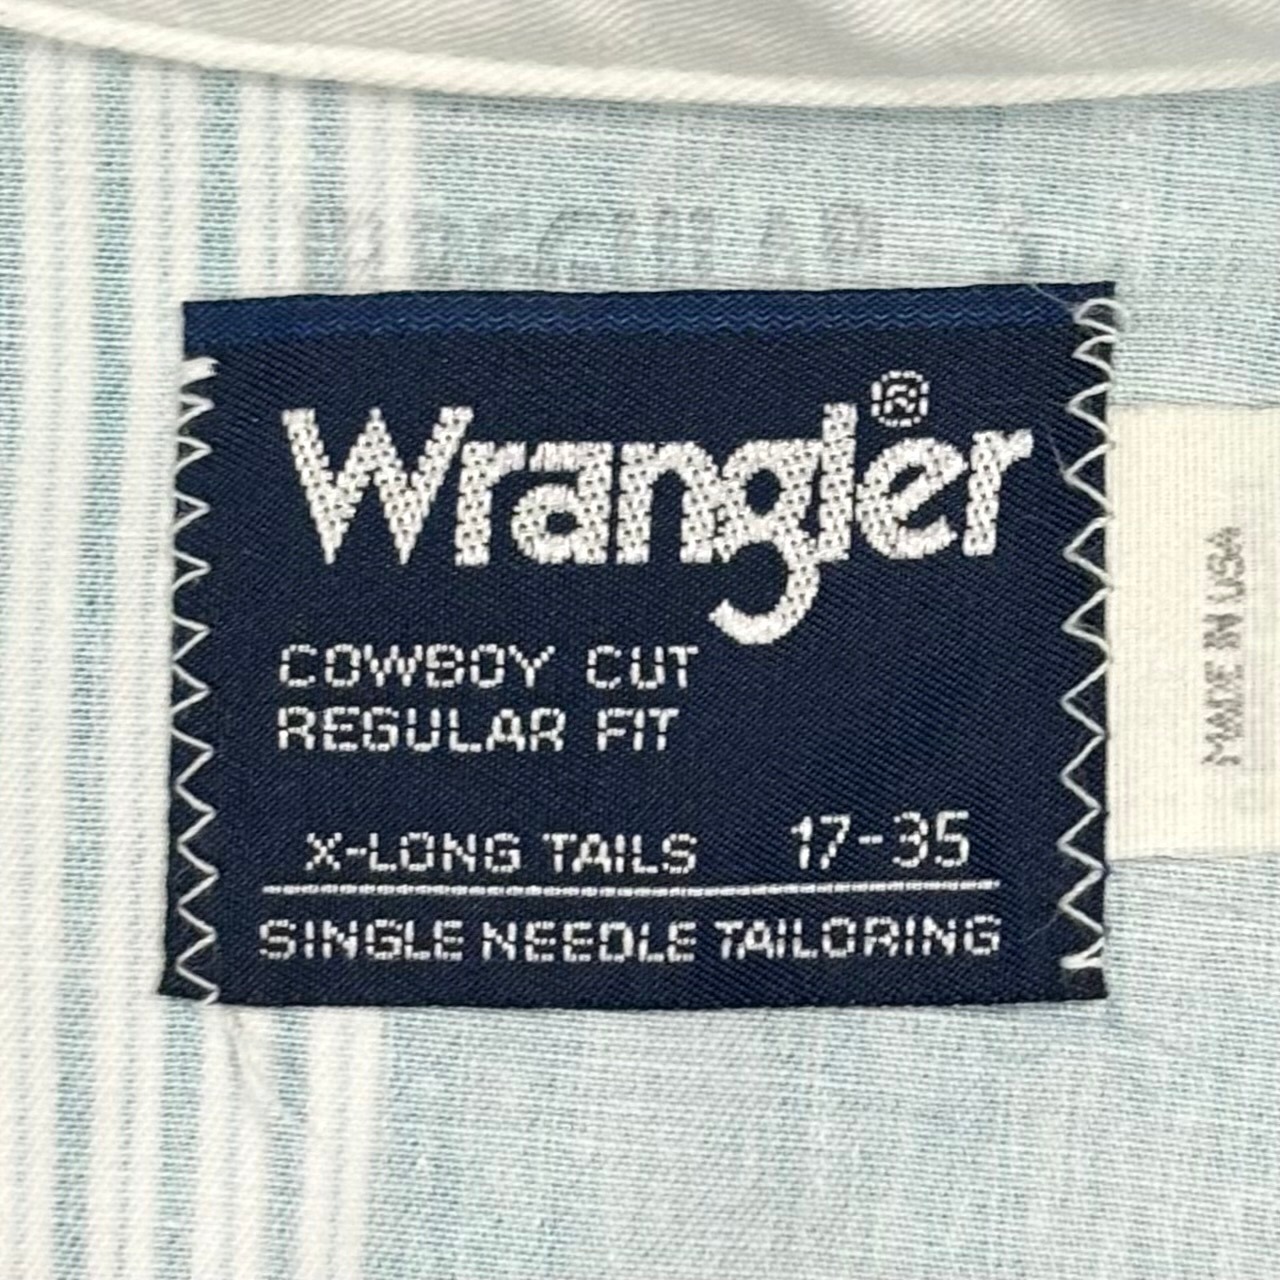 Wrangler®
COWBOY CUT
REGULAR FIT
X-LONG TAILS 17-35
SINGLE NEEDLE TAILORING
MADE IN USA